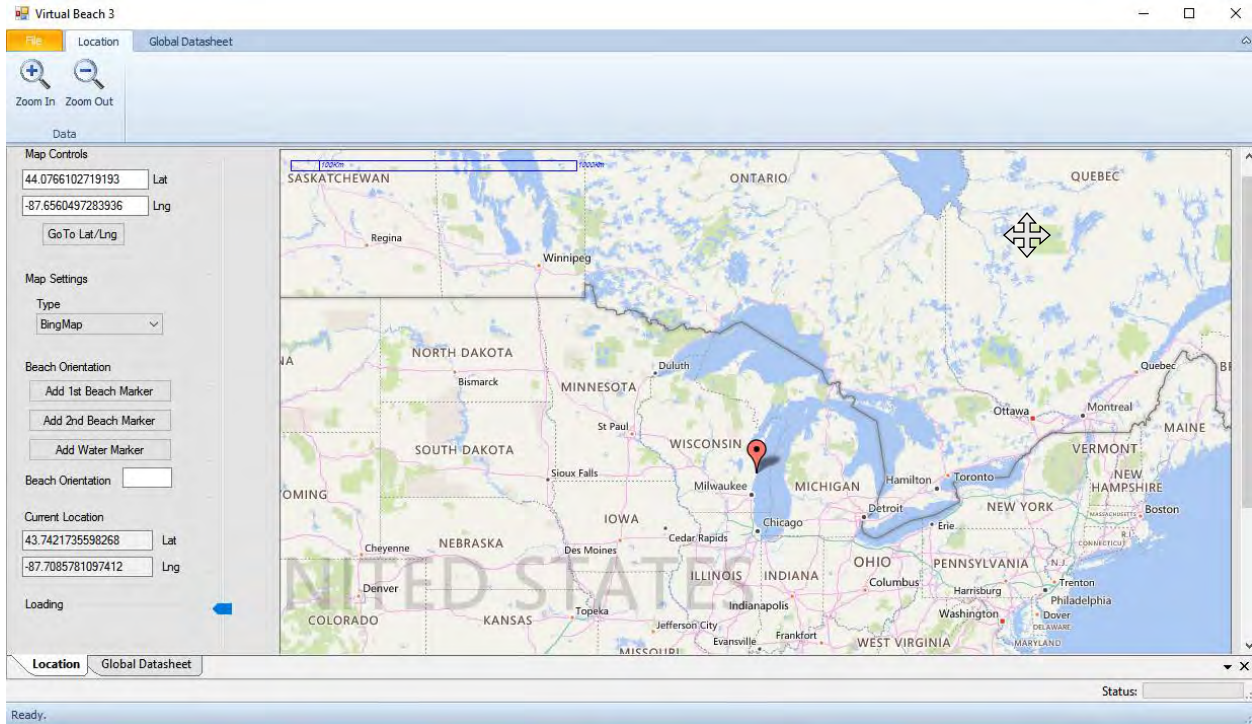 Virtual Beach 3
File Location Global Datasheet
Zoom In Zoom Out
Data
Map Controls
44.0766102719193 Lat
-87.6560497283936 Lng
GoTo Lat/Lng
Map Settings
Type
BingMap
Beach Orientation
Add 1st Beach Marker
Add 2nd Beach Marker
Add Water Marker
Beach Orientation
Current Location
43.7421735598268 Lat
-87.7085781097412 Lng
Loading
100Km 1000Km
SASKATCHEWAN ONTARIO QUEBEC
Regina
Winnipeg
NORTH DAKOTA
Duluth
Quebec
Bismarck
MINNESOTA
Ottawa Montreal
MAINE
St Paul
WISCONSIN
VERMONT
SOUTH DAKOTA
Sioux Falls
Milwaukee MICHIGAN Hamilton Toronto
NEW
HAMPSHIRE
OMING
Detroit NEW YORK
MASSACHUSETTS Boston
IOWA
Chicago
Erie
R.I.
CONNECTICUT
Cedar Rapids
NEBRASKA
Cheyenne
Des Moines
OHIO PENNSYLVANIA N.J.
NITED STATES
ILLINOIS INDIANA
Columbus
Harrisburg
Trenton
Denver
Philadelphia
Indianapolis
Topeka
Washington Dover
COLORADO KANSAS
Jefferson City
DELAWARE
Evansville Frankfort
WEST VIRGINIA MARYLAND
MISSOURI
Location Global Datasheet
Status:
Ready.